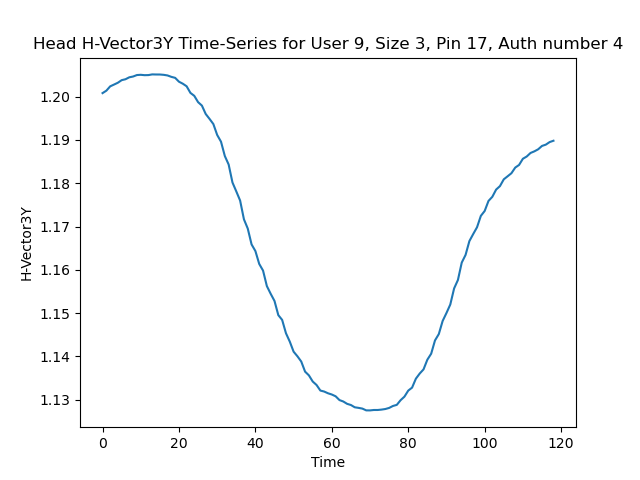 Head H-Vector3Y Time-Series for User 9, Size 3, Pin 17, Auth number 4
1.20
1.19
1.18
1.17
1.16
1.15
1.14
1.13
H-Vector3Y
0 20 40 60 80 100 120
Time